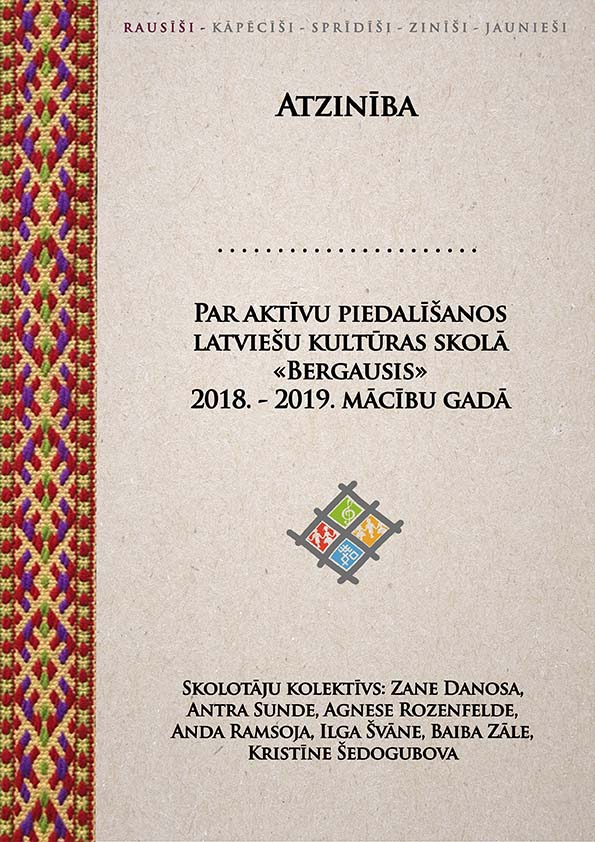 RAUSĪŠI - KĀPĒCĪŠI - SPRĪDĪŠI - ZINĪŠI - JAUNIEŠI
ATZINĪBA
......................
PAR AKTĪVU PIEDALĪŠANOS
LATVIEŠU KULTŪRAS SKOLĀ
«BERGAUSIS»
2018. - 2019. MĀCĪBU GADĀ
SKOLOTĀJU KOLEKTĪVS: ZANE DANOSA,
ANTRA SUNDE, AGNESE ROZENFELDE,
ANDA RAMSOJA, ILGA ŠVĀNE, BAIBA ZĀLE,
KRISTĪNE ŠEDOGUBOVA